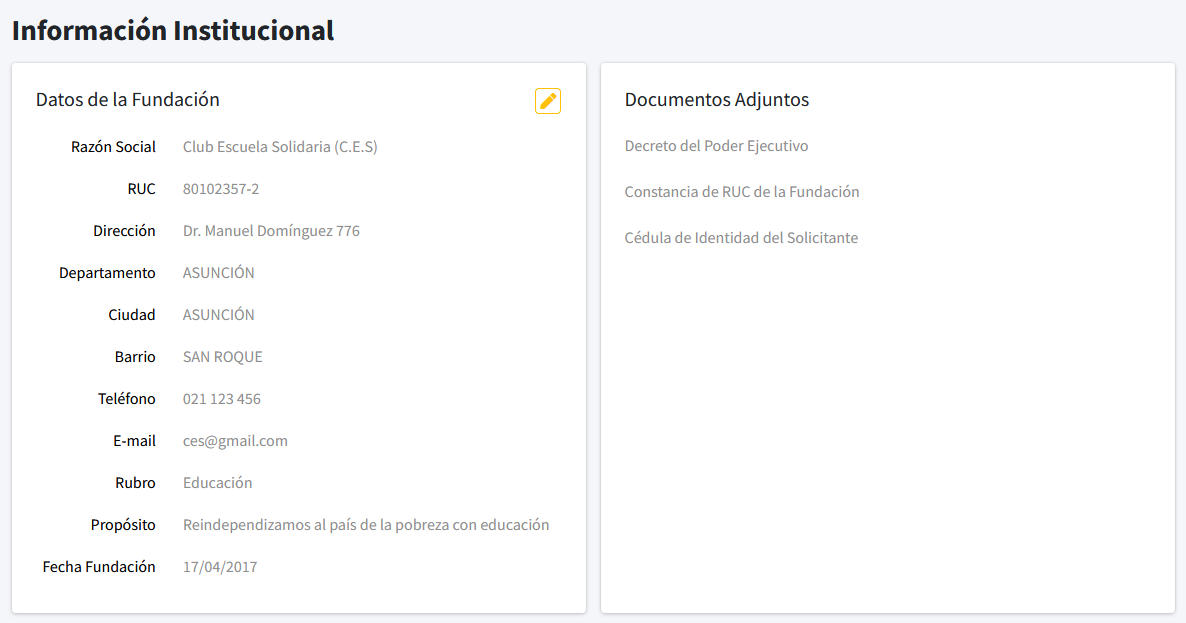 Información Institucional
Datos de la Fundación
Razón Social Club Escuela Solidaria (C.E.S)
RUC 80102357-2
Dirección Dr. Manuel Domínguez 776
Departamento ASUNCIÓN
Ciudad ASUNCIÓN
Barrio SAN ROQUE
Teléfono 021 123 456
E-mail ces@gmail.com
Rubro Educación
Propósito Reindependizamos al país de la pobreza con educación
Fecha Fundación 17/04/2017
Documentos Adjuntos
Decreto del Poder Ejecutivo
Constancia de RUC de la Fundación
Cédula de Identidad del Solicitante